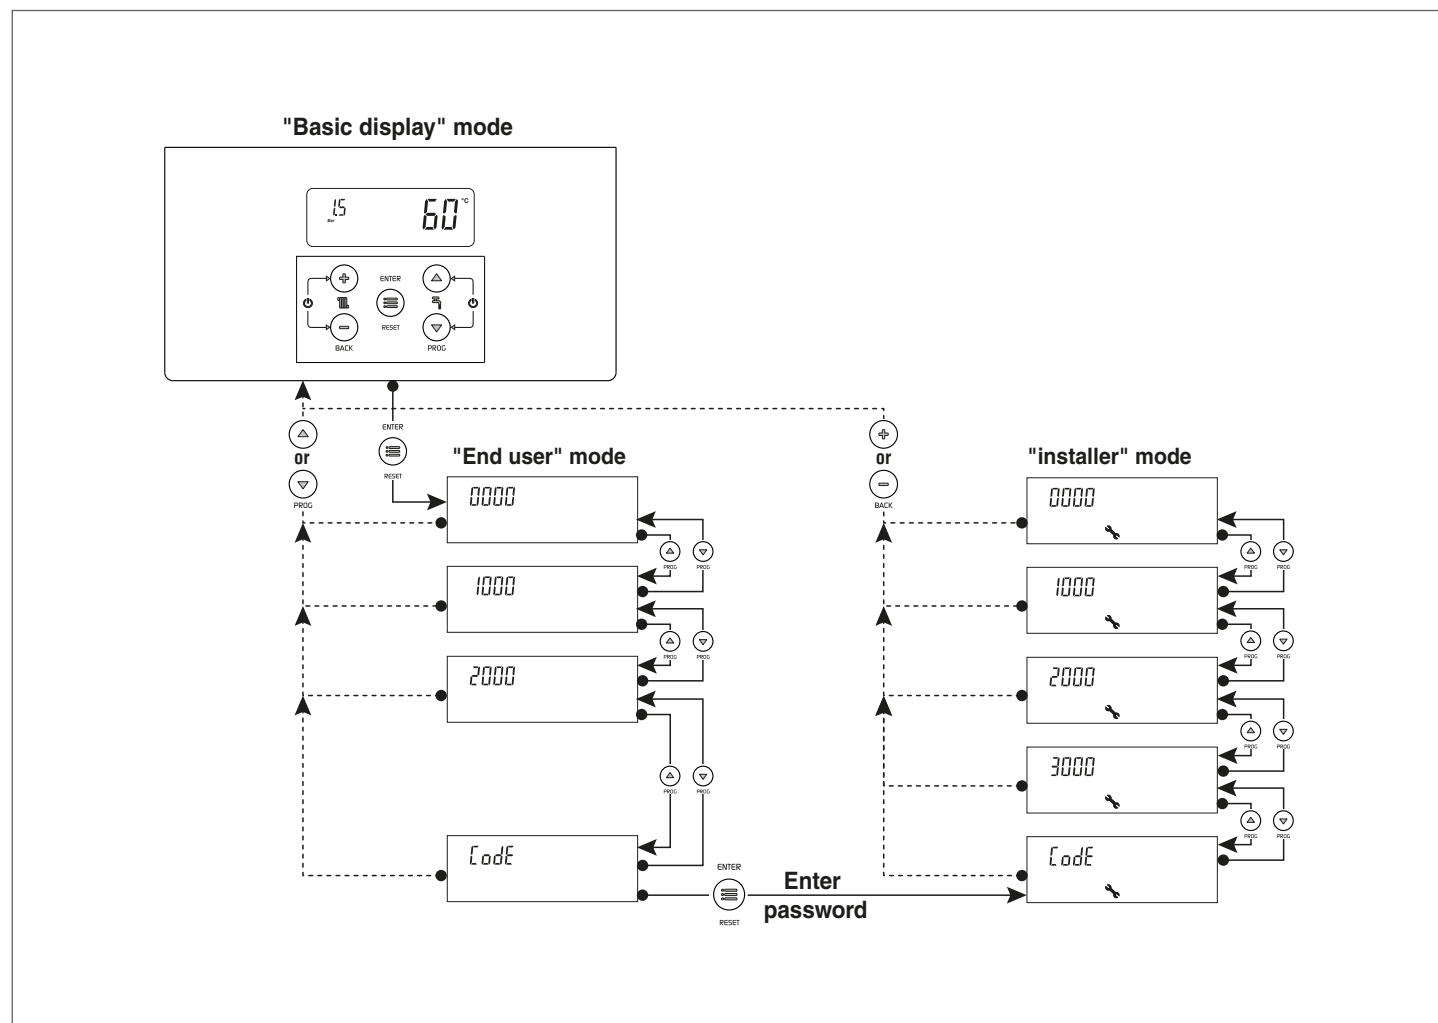 "Basic display" mode
1.5
Bar
60 °C
ENTER
RESET
BACK
PROG
ENTER
RESET
or
PROG
"End user" mode
0000
PROG PROG
1000
PROG PROG
2000
PROG PROG
CodE
ENTER
RESET
Enter
password
or
BACK
"installer" mode
0000
PROG PROG
1000
PROG PROG
2000
PROG PROG
3000
PROG PROG
CodE